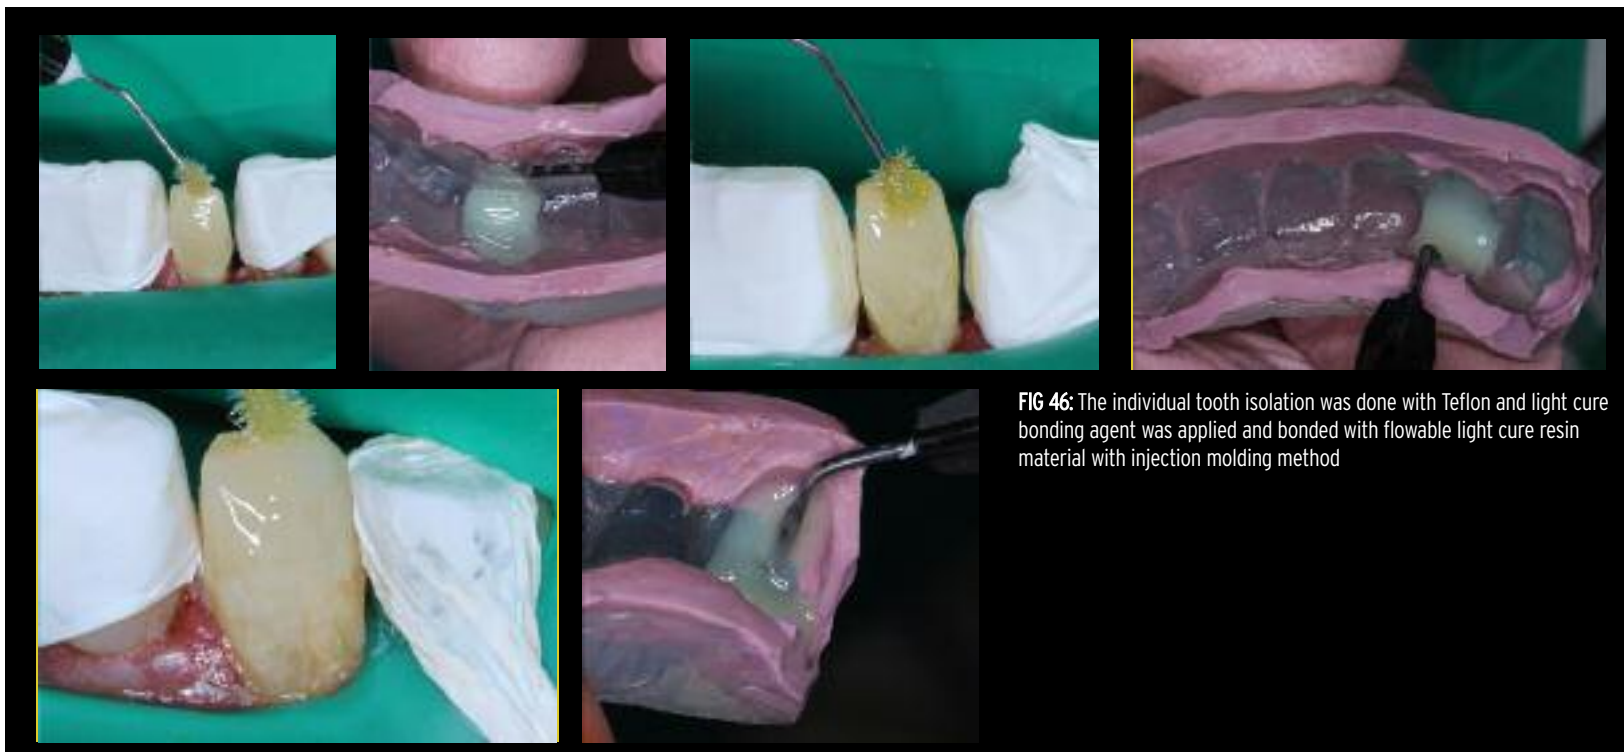 FIG 46: The individual tooth isolation was done with Teflon and light cure
bonding agent was applied and bonded with flowable light cure resin
material with injection molding method